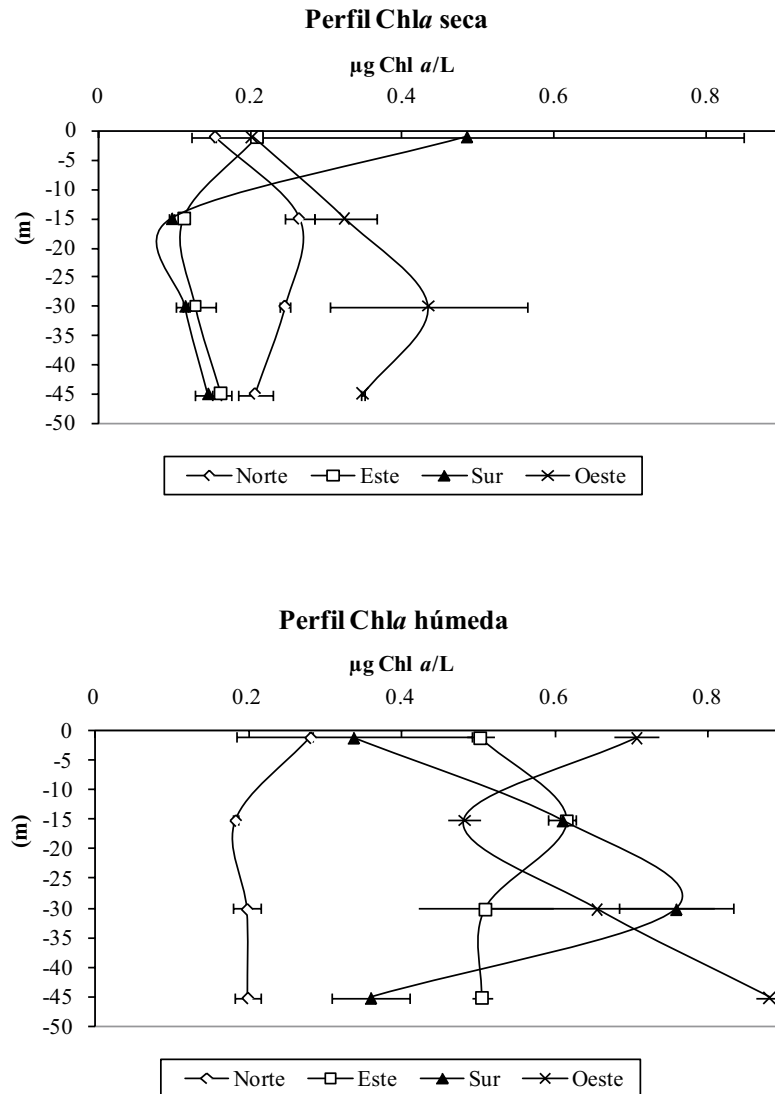 Perfil Chla seca
µg Chl a/L
0 0.2 0.4 0.6 0.8
0
-5
-10
-15
-20
-25
-30
-35
-40
-45
-50
(m)
Norte Este Sur Oeste
Perfil Chla húmeda
µg Chl a/L
0 0.2 0.4 0.6 0.8
0
-5
-10
-15
-20
-25
-30
-35
-40
-45
-50
(m)
Norte Este Sur Oeste